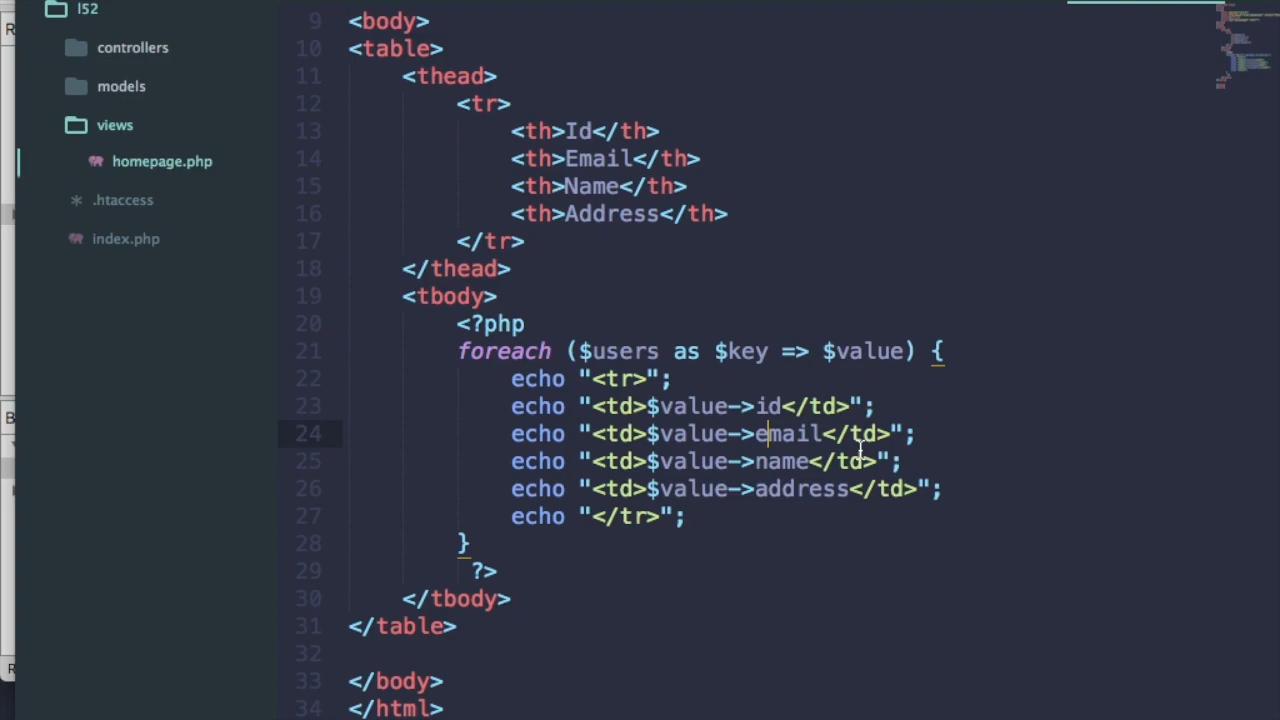 l52
controllers
models
views
homepage.php
.htaccess
index.php
R
B
R
9 <body>
10 <table>
11 <thead>
12 <tr>
13 <th>Id</th>
14 <th>Email</th>
15 <th>Name</th>
16 <th>Address</th>
17 </tr>
18 </thead>
19 <tbody>
20 <?php
21 foreach ($users as $key => $value) {
22 echo "<tr>";
23 echo "<td>$value->id</td>";
24 echo "<td>$value->email</td>";
25 echo "<td>$value->name</td>";
26 echo "<td>$value->address</td>";
27 echo "</tr>";
28 }
29 ?>
30 </tbody>
31 </table>
32
33 </body>
34 </html>